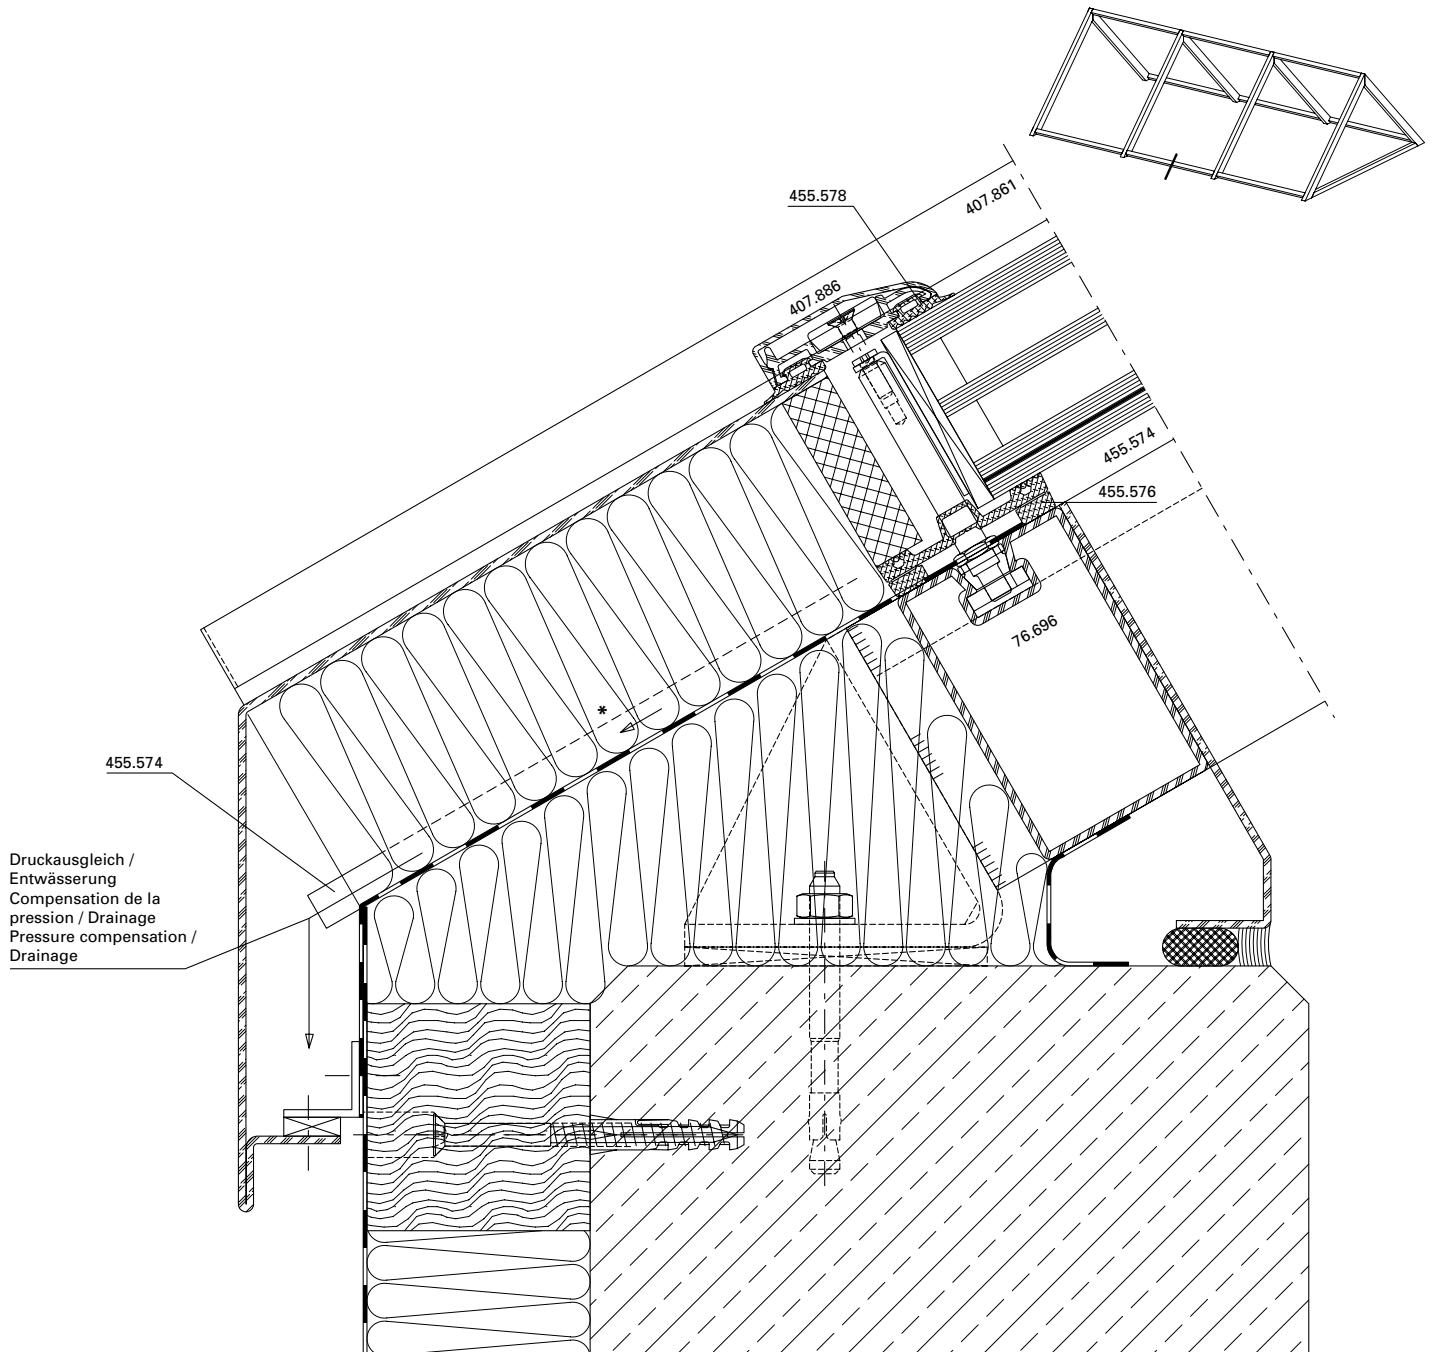 407.861
455.578
407.886
455.574
455.576
76.696
*
455.574
Druckausgleich /
Entwässerung
Compensation de la
pression / Drainage
Pressure compensation /
Drainage